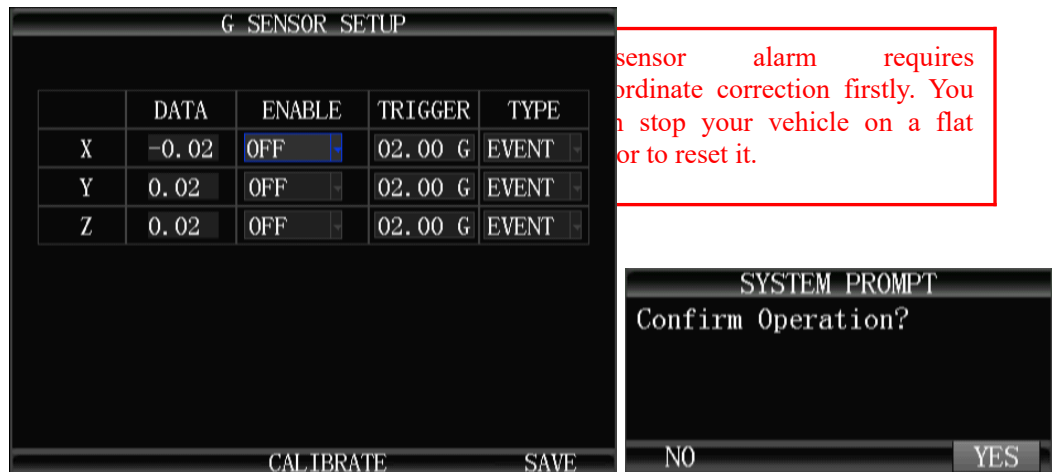 G SENSOR SETUP
DATA ENABLE TRIGGER TYPE
X -0.02 OFF 02.00 G EVENT
Y 0.02 OFF 02.00 G EVENT
Z 0.02 OFF 02.00 G EVENT
CALIBRATE SAVE
sensor alarm requires
correction firstly. You
stop your vehicle on a flat
or to reset it.
SYSTEM PROMPT
Confirm Operation?
NO YES